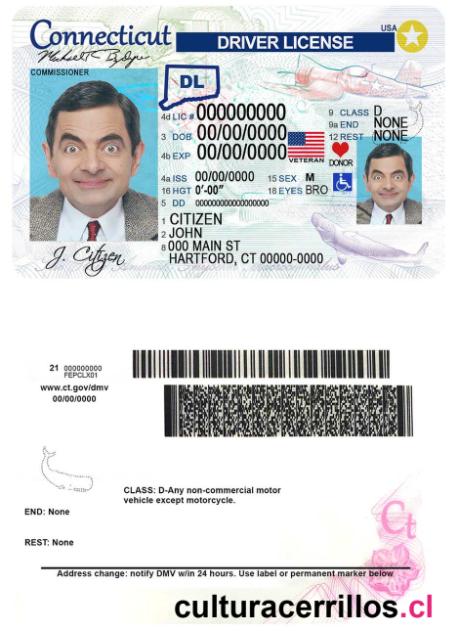 Connecticut
USA
DRIVER LICENSE
COMMISSIONER
DL
4d LIC # 000000000
9 CLASS D
3 DOB 00/00/0000
9a END NONE
12 REST NONE
4b EXP 00/00/0000
VETERAN
DONOR
4a ISS 00/00/0000 15 SEX M
16 HGT 0'-00" 18 EYES BRO
5 DD 0000000000000000
1 CITIZEN
2 JOHN
8 000 MAIN ST
HARTFORD, CT 00000-0000
J. Citizen
21 000000000
FEPCLX01
www.ct.gov/dmv
00/00/0000
CLASS: D-Any non-commercial motor
vehicle except motorcycle.
END: None
REST: None
Ct
Address change: notify DMV w/in 24 hours. Use label or permanent marker below
culturacerrillos.cl